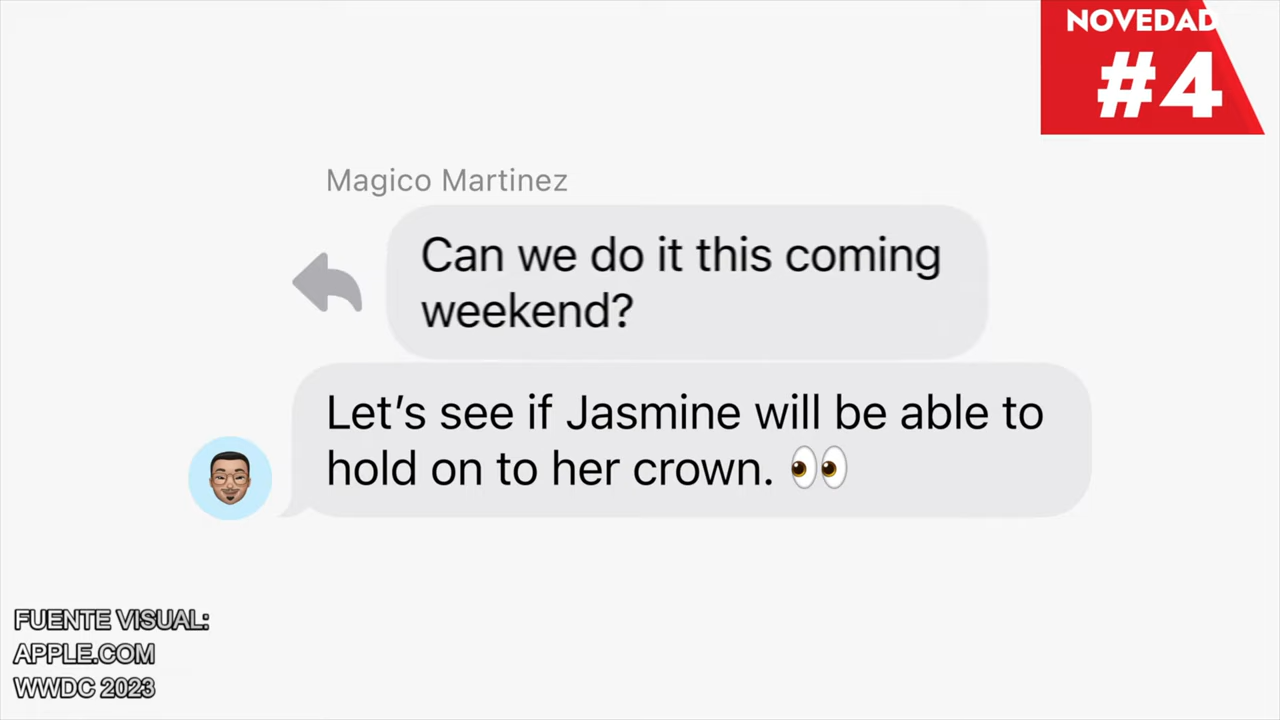 NOVEDAD
#4
Magico Martinez
Can we do it this coming
weekend?
Let’s see if Jasmine will be able to
hold on to her crown. 👀
FUENTE VISUAL:
APPLE.COM
WWDC 2023